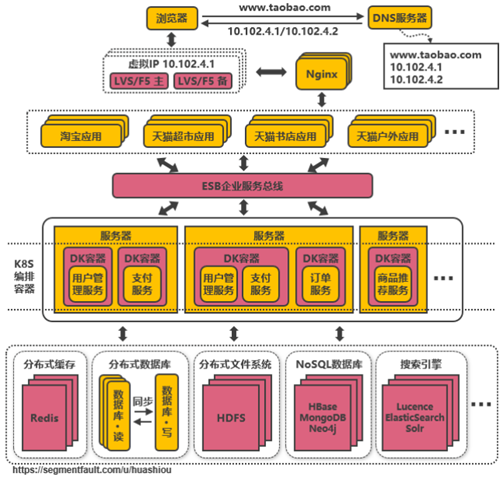 www.taobao.com
浏览器
DNS服务器
10.102.4.1/10.102.4.2
www.taobao.com
10.102.4.1
10.102.4.2
虚拟IP 10.102.4.1
LVS/F5 主
LVS/F5 备
Nginx
淘宝应用
天猫超市应用
天猫书店应用
天猫户外应用
ESB企业服务总线
K8S
编排
容器
服务器
DK容器
用户管
理服务
DK容器
支付
服务
服务器
DK容器
用户管
理服务
支付
服务
DK容器
订单
服务
服务器
DK容器
商品推
荐服务
分布式缓存
Redis
分布式数据库
数据库·读
同步
数据库·写
分布式文件系统
HDFS
NoSQL数据库
HBase
MongoDB
Neo4j
搜索引擎
Lucence
ElasticSearch
Solr
https://segmentfault.com/u/huashiou